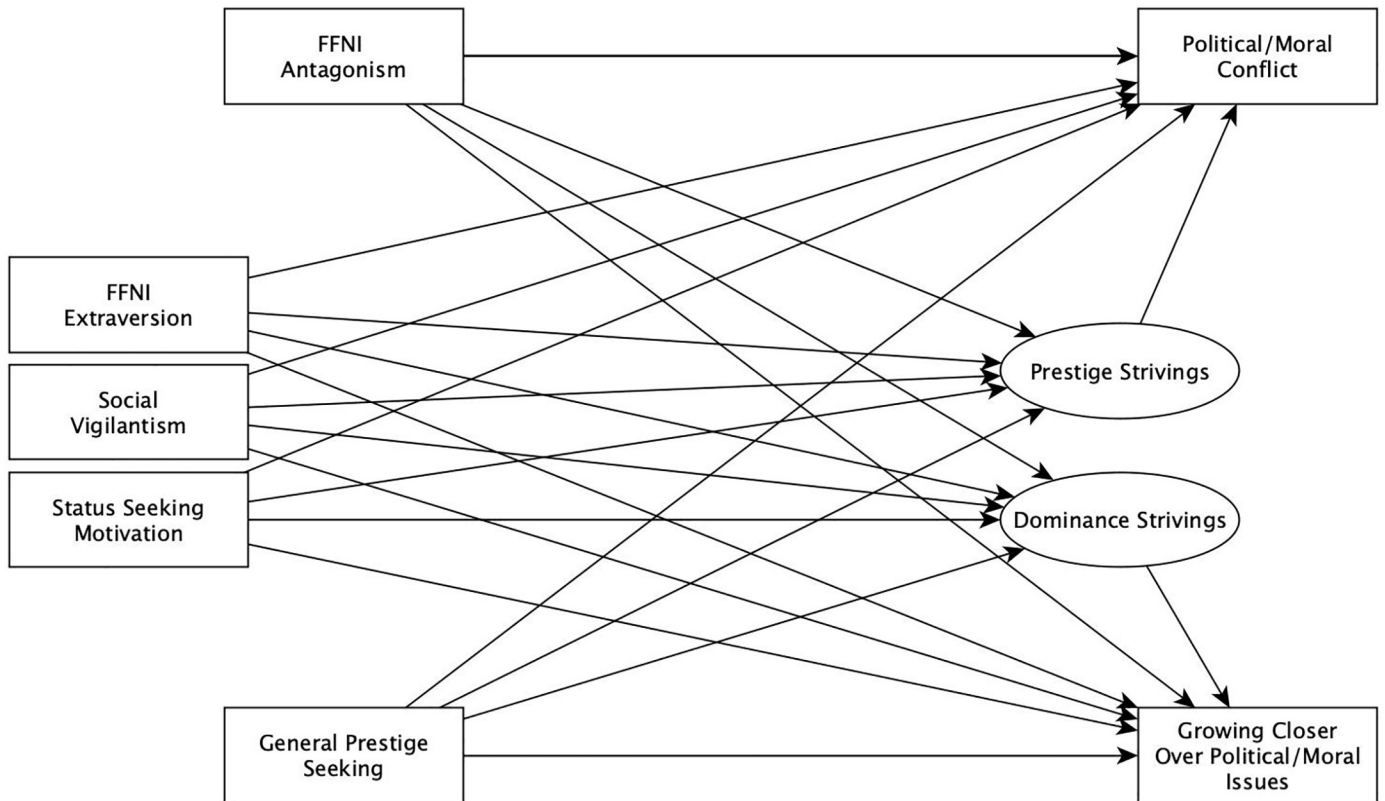 FFNI
Antagonism
Political/Moral
Conflict
FFNI
Extraversion
Social
Vigilantism
Prestige Strivings
Status Seeking
Motivation
Dominance Strivings
General Prestige
Seeking
Growing Closer
Over Political/Moral
Issues